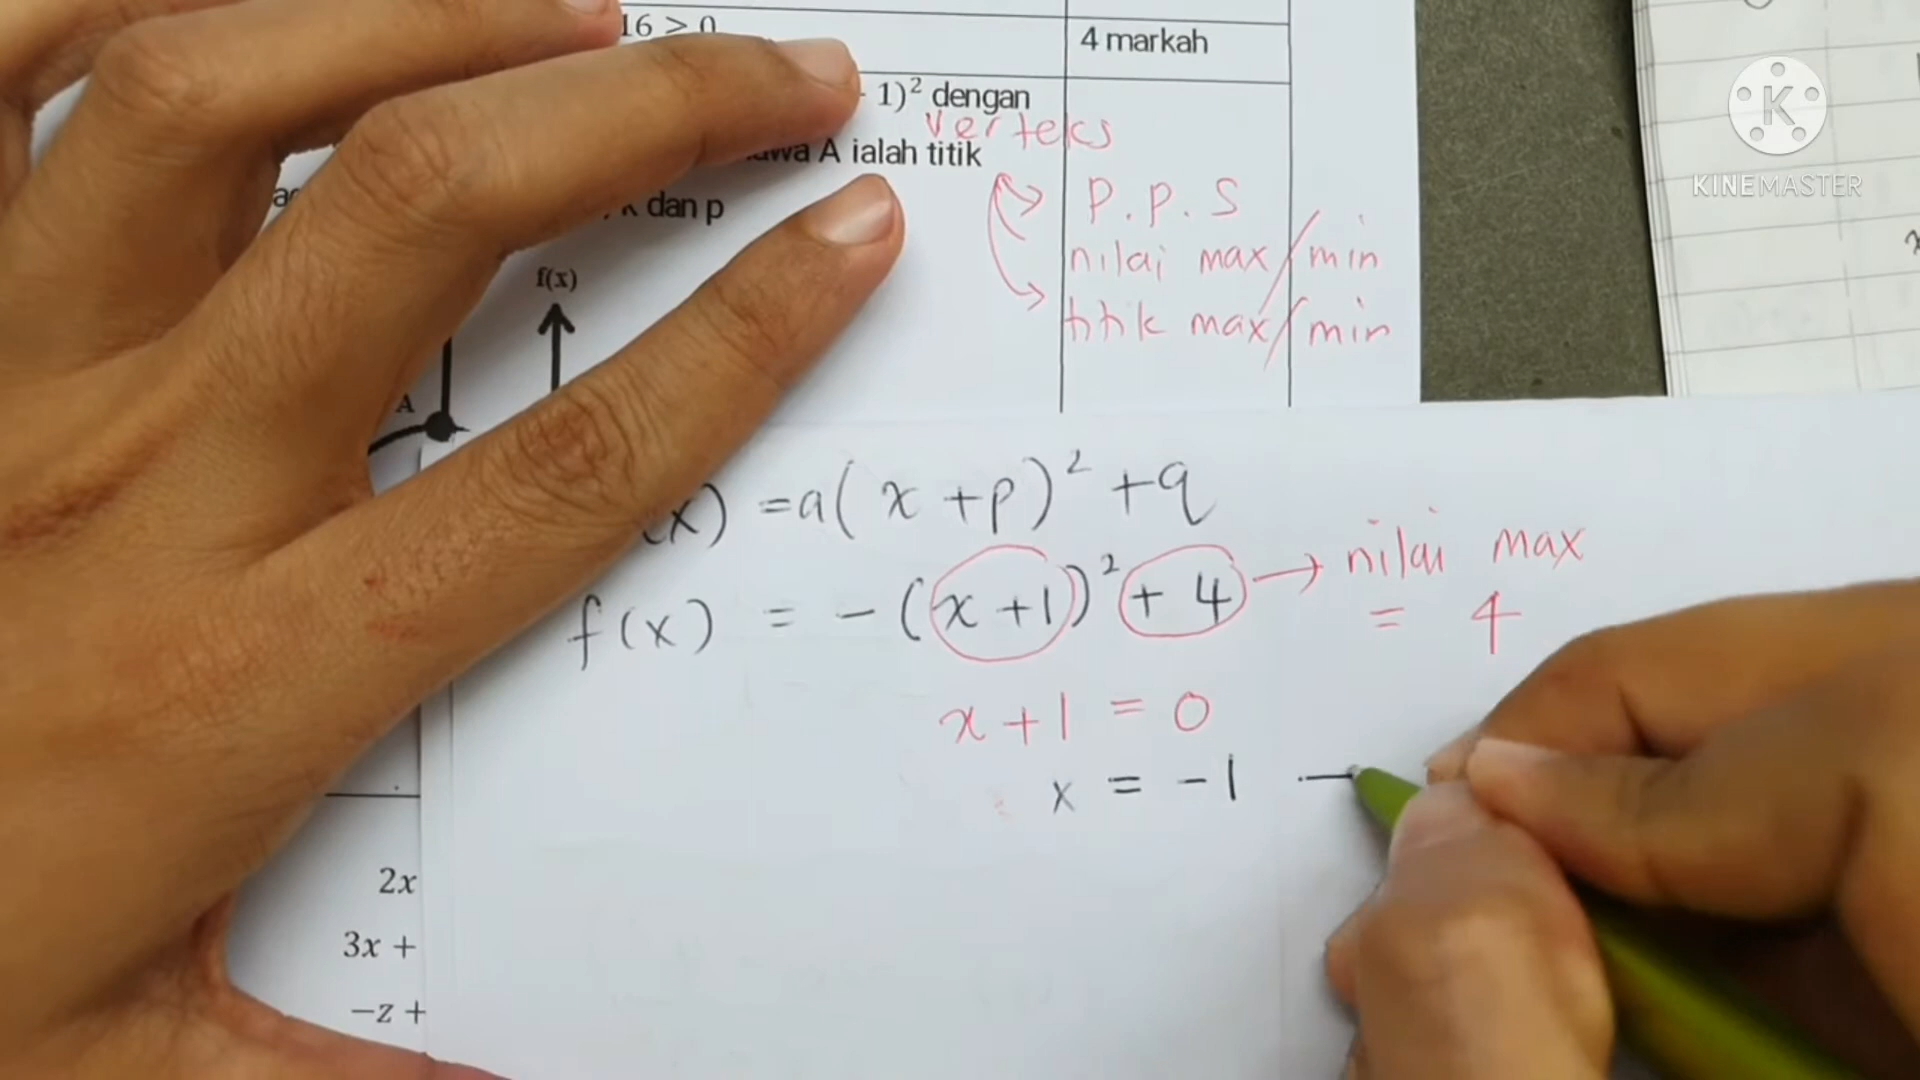 16 > 0
4 markah
1)² dengan
verteks
A ialah titik
dan p
P.P.S
nilai max/min
titik max/min
f(x)
A
KINEMASTER
(x) = a(x + p)² + q
f(x) = -(x + 1)² + 4 → nilai max
= 4
x + 1 = 0
x = -1
2x
3x +
-z +